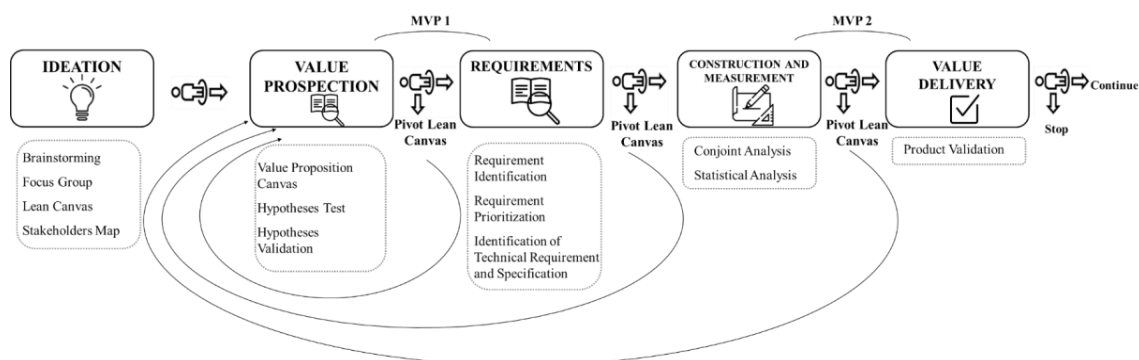 MVP 1
MVP 2
IDEATION
VALUE
PROSPECTION
REQUIREMENTS
CONSTRUCTION AND
MEASUREMENT
VALUE
DELIVERY
Continue
Stop
Pivot Lean
Canvas
Pivot Lean
Canvas
Pivot Lean
Canvas
Brainstorming
Focus Group
Lean Canvas
Stakeholders Map
Value Proposition
Canvas
Hypotheses Test
Hypotheses
Validation
Requirement
Identification
Requirement
Prioritization
Identification of
Technical Requirement
and Specification
Conjoint Analysis
Statistical Analysis
Product Validation